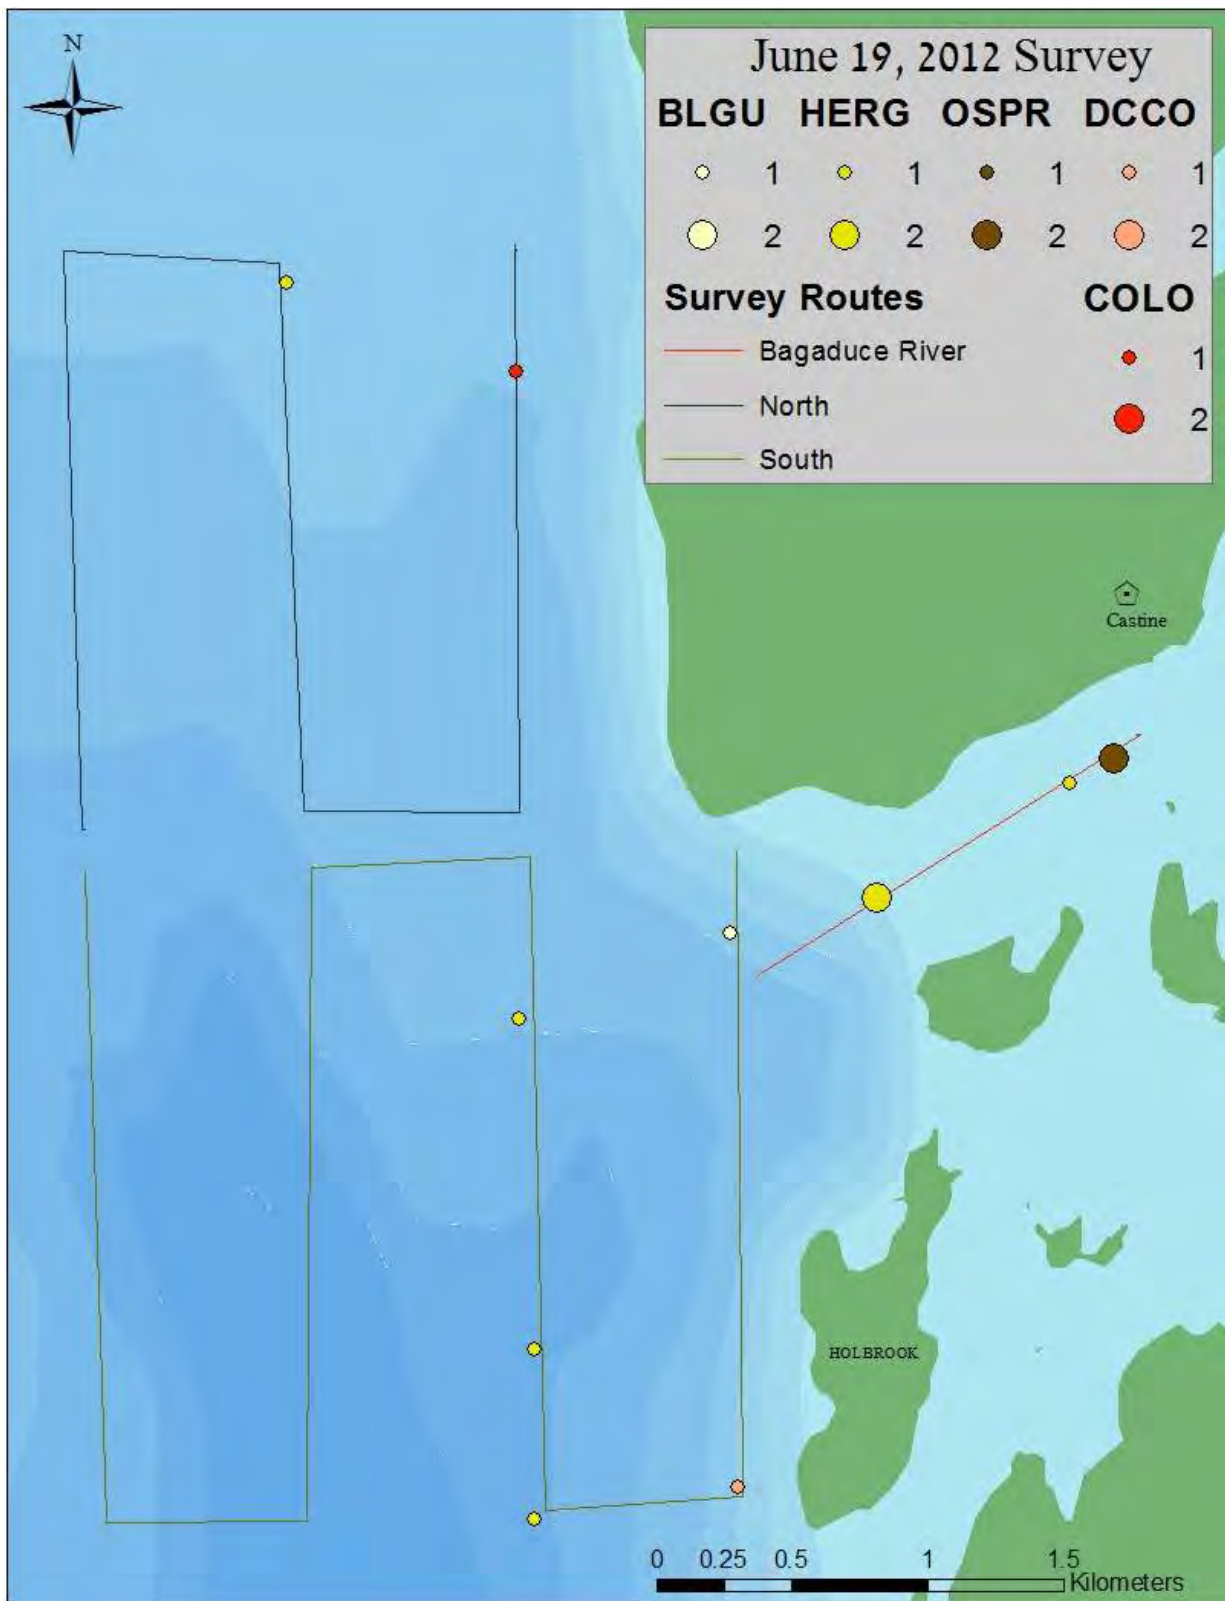 N
June 19, 2012 Survey
BLGU HERG OSPR DCCO
1 1 1 1
2 2 2 2
Survey Routes COLO
Bagaduce River 1
North
2
South
Castine
HOLBROOK
0 0.25 0.5 1 1.5
Kilometers